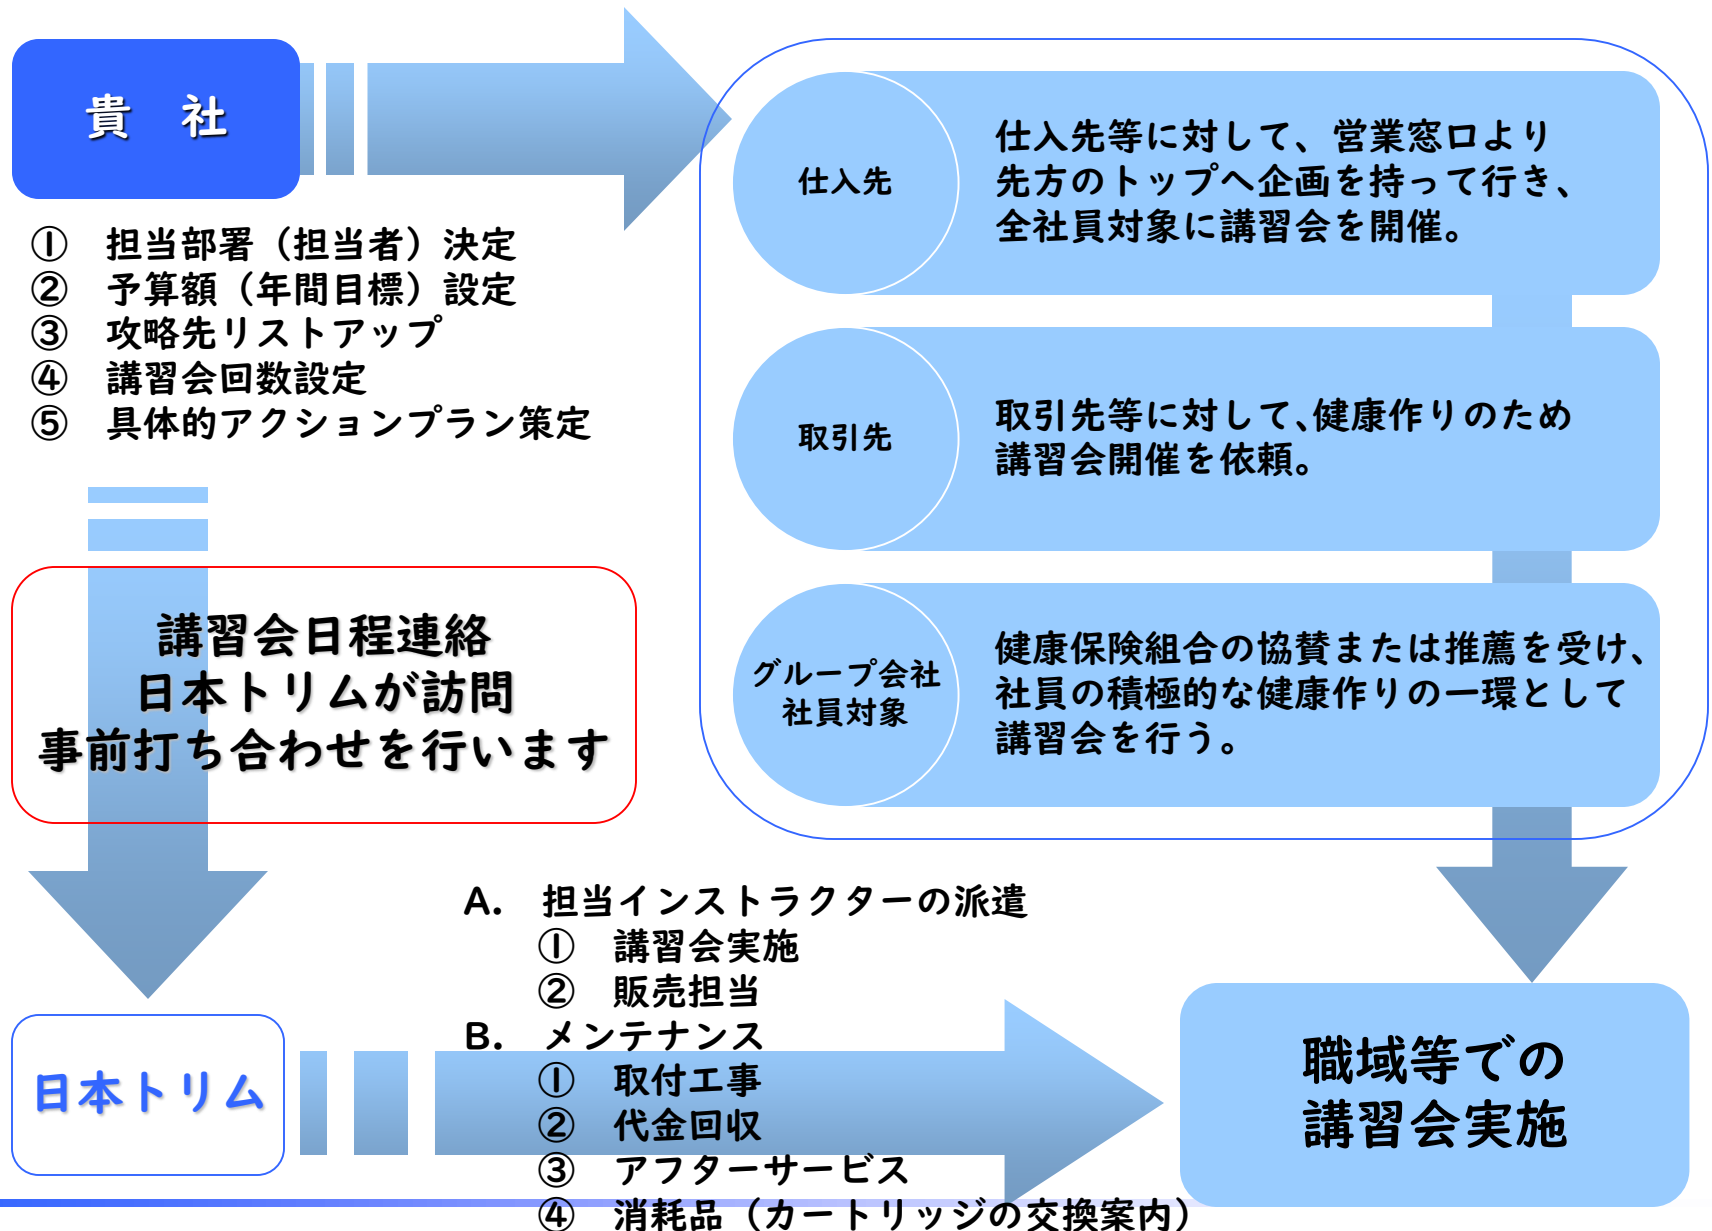 貴　社
①　担当部署（担当者）決定
②　予算額（年間目標）設定
③　攻略先リストアップ
④　講習会回数設定
⑤　具体的アクションプラン策定
仕入先
仕入先等に対して、営業窓口より
先方のトップへ企画を持って行き、
全社員対象に講習会を開催。
取引先
取引先等に対して、健康作りのため
講習会開催を依頼。
グループ会社
社員対象
健康保険組合の協賛または推薦を受け、
社員の積極的な健康作りの一環として
講習会を行う。
講習会日程連絡
日本トリムが訪問
事前打ち合わせを行います
日本トリム
A.　担当インストラクターの派遣
①　講習会実施
②　販売担当
B.　メンテナンス
①　取付工事
②　代金回収
③　アフターサービス
④　消耗品（カートリッジの交換案内）
職域等での
講習会実施